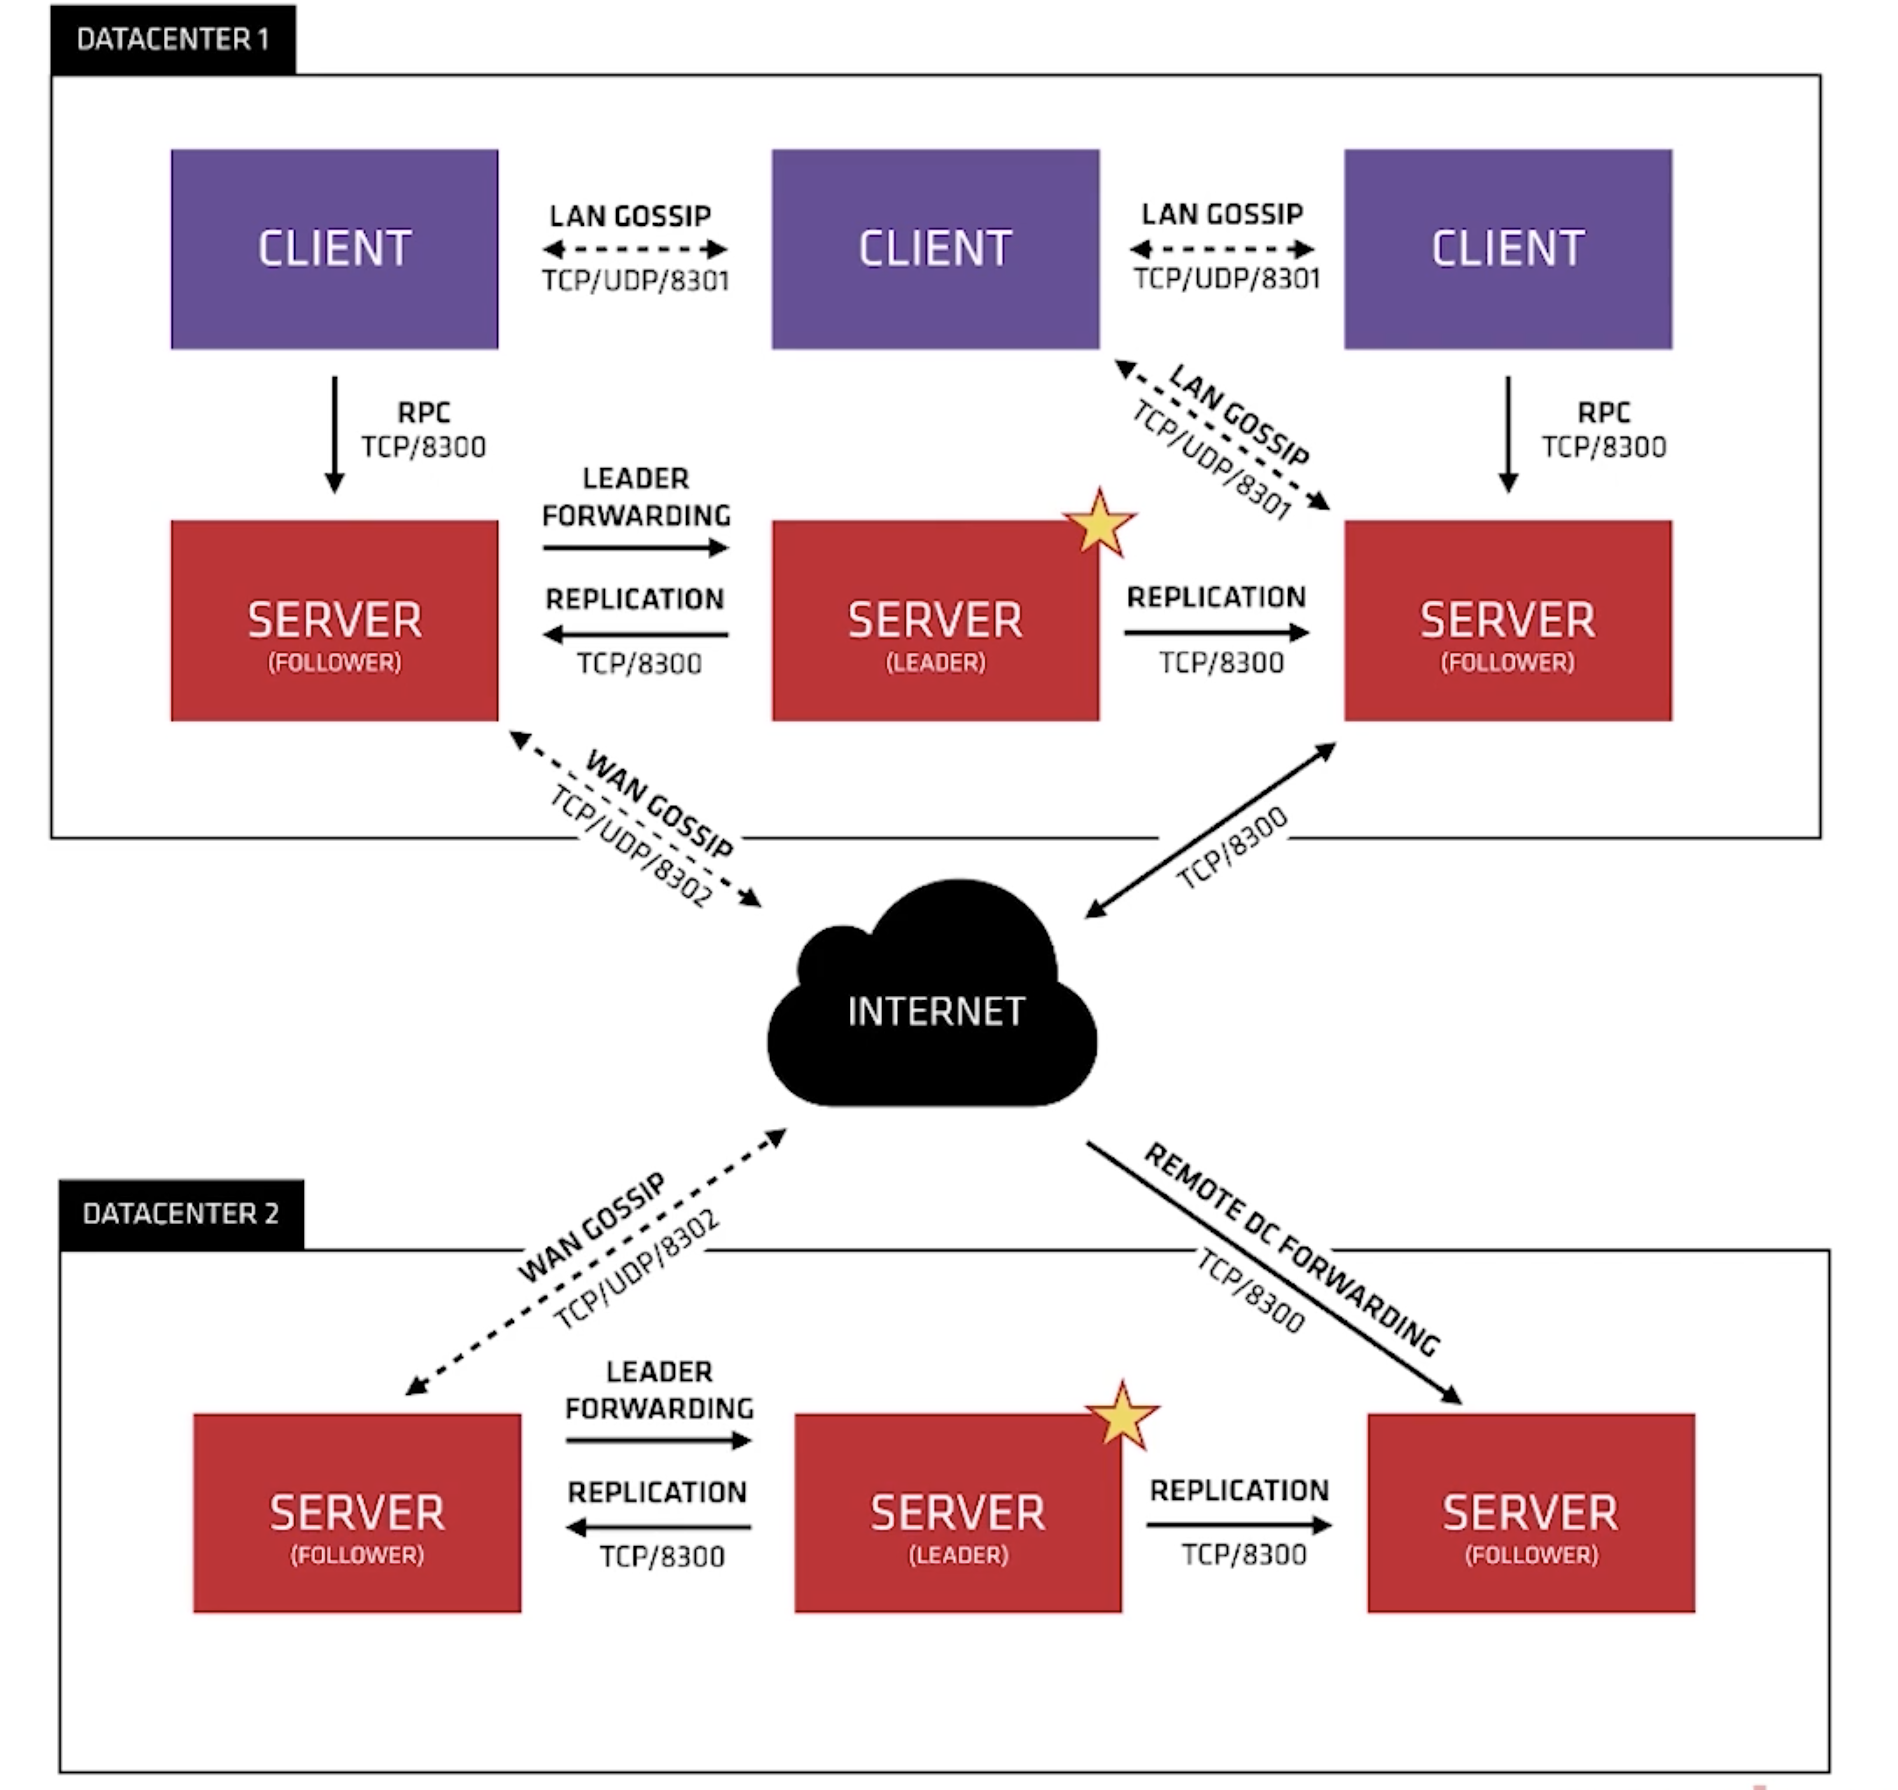 DATACENTER 1
CLIENT
LAN GOSSIP
TCP/UDP/8301
CLIENT
LAN GOSSIP
TCP/UDP/8301
CLIENT
RPC
TCP/8300
LAN GOSSIP
TCP/UDP/8301
RPC
TCP/8300
LEADER
FORWARDING
SERVER
(FOLLOWER)
REPLICATION
TCP/8300
SERVER
(LEADER)
REPLICATION
TCP/8300
SERVER
(FOLLOWER)
WAN GOSSIP
TCP/UDP/8302
TCP/8300
INTERNET
DATACENTER 2
WAN GOSSIP
TCP/UDP/8302
REMOTE DC FORWARDING
TCP/8300
LEADER
FORWARDING
SERVER
(FOLLOWER)
REPLICATION
TCP/8300
SERVER
(LEADER)
REPLICATION
TCP/8300
SERVER
(FOLLOWER)